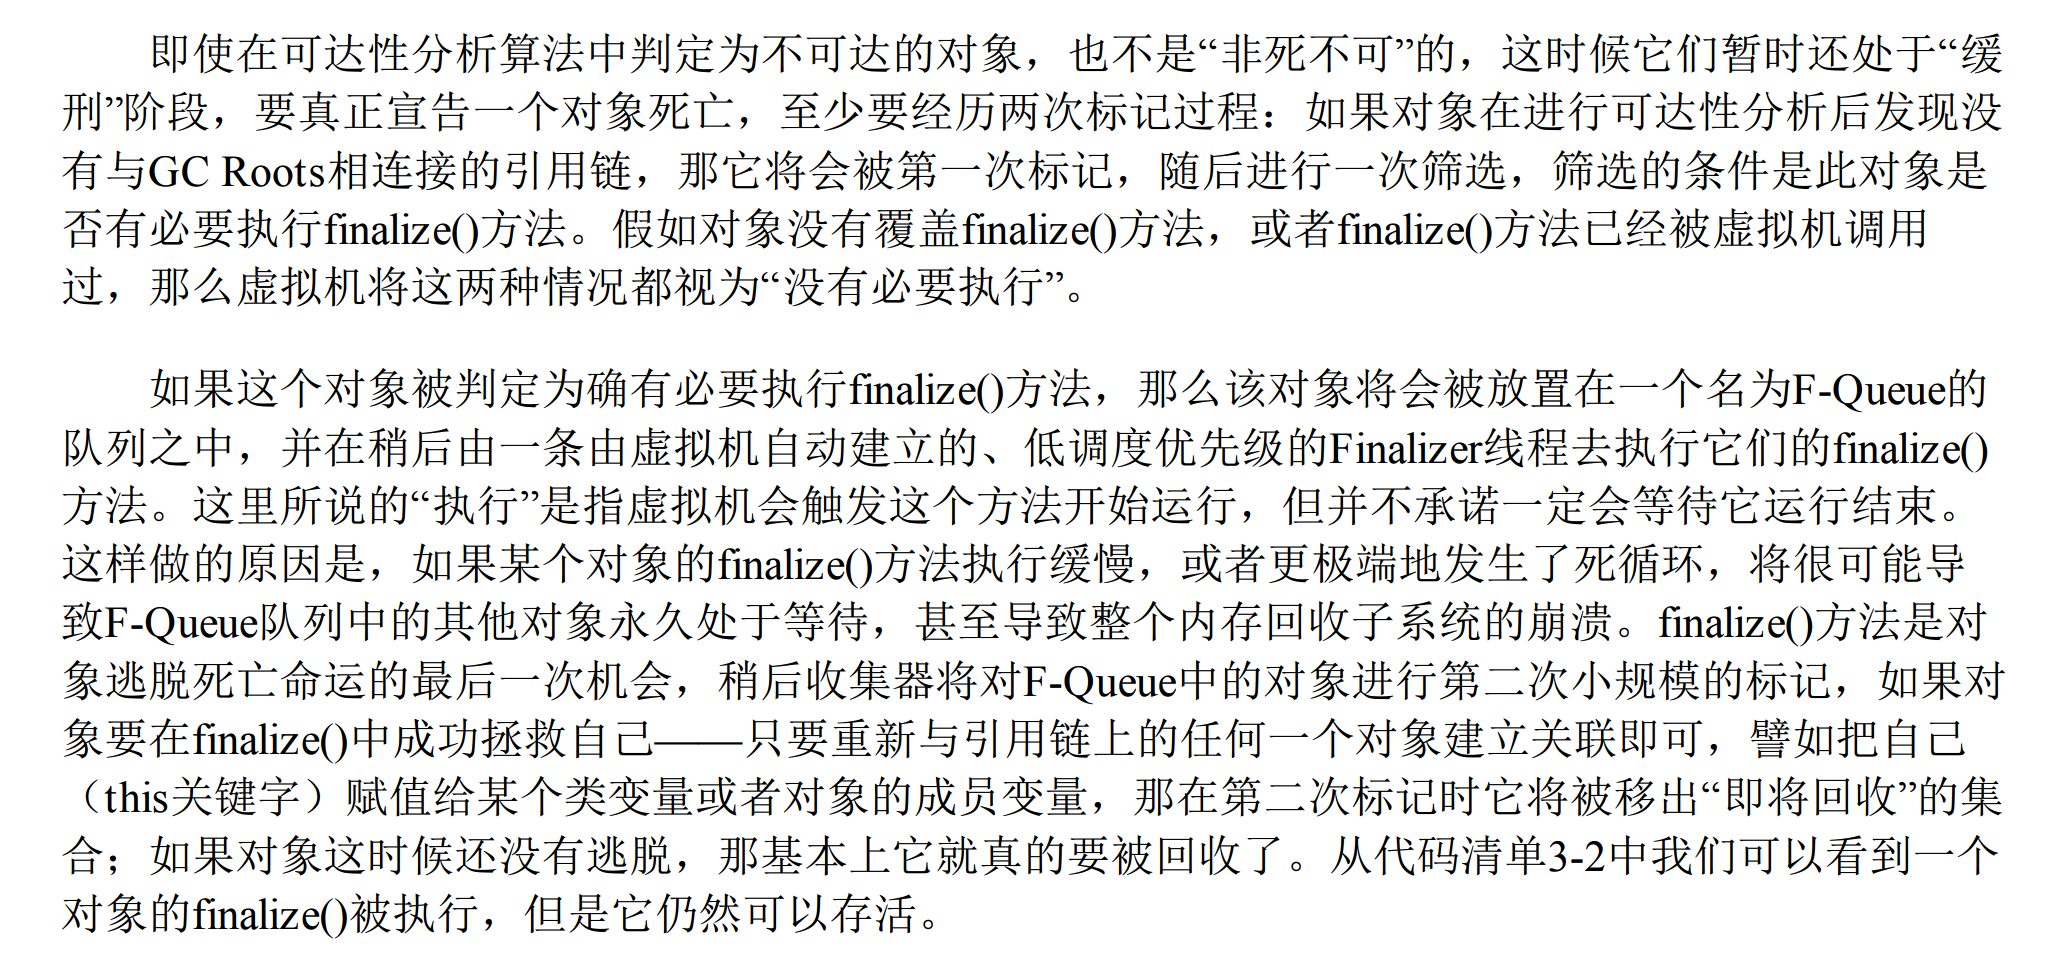 即使在可达性分析算法中判定为不可达的对象，也不是“非死不可”的，这时候它们暂时还处于“缓
刑”阶段，要真正宣告一个对象死亡，至少要经历两次标记过程：如果对象在进行可达性分析后发现没
有与GC Roots相连接的引用链，那它将会被第一次标记，随后进行一次筛选，筛选的条件是此对象是
否有必要执行finalize()方法。假如对象没有覆盖finalize()方法，或者finalize()方法已经被虚拟机调用
过，那么虚拟机将这两种情况都视为“没有必要执行”。
如果这个对象被判定为确有必要执行finalize()方法，那么该对象将会被放置在一个名为F-Queue的
队列之中，并在稍后由一条由虚拟机自动建立的、低调度优先级的Finalizer线程去执行它们的finalize()
方法。这里所说的“执行”是指虚拟机会触发这个方法开始运行，但并不承诺一定会等待它运行结束。
这样做的原因是，如果某个对象的finalize()方法执行缓慢，或者更极端地发生了死循环，将很可能导
致F-Queue队列中的其他对象永久处于等待，甚至导致整个内存回收子系统的崩溃。finalize()方法是对
象逃脱死亡命运的最后一次机会，稍后收集器将对F-Queue中的对象进行第二次小规模的标记，如果对
象要在finalize()中成功拯救自己——只要重新与引用链上的任何一个对象建立关联即可，譬如把自己
（this关键字）赋值给某个类变量或者对象的成员变量，那在第二次标记时它将被移出“即将回收”的集
合；如果对象这时候还没有逃脱，那基本上它就真的要被回收了。从代码清单3-2中我们可以看到一个
对象的finalize()被执行，但是它仍然可以存活。